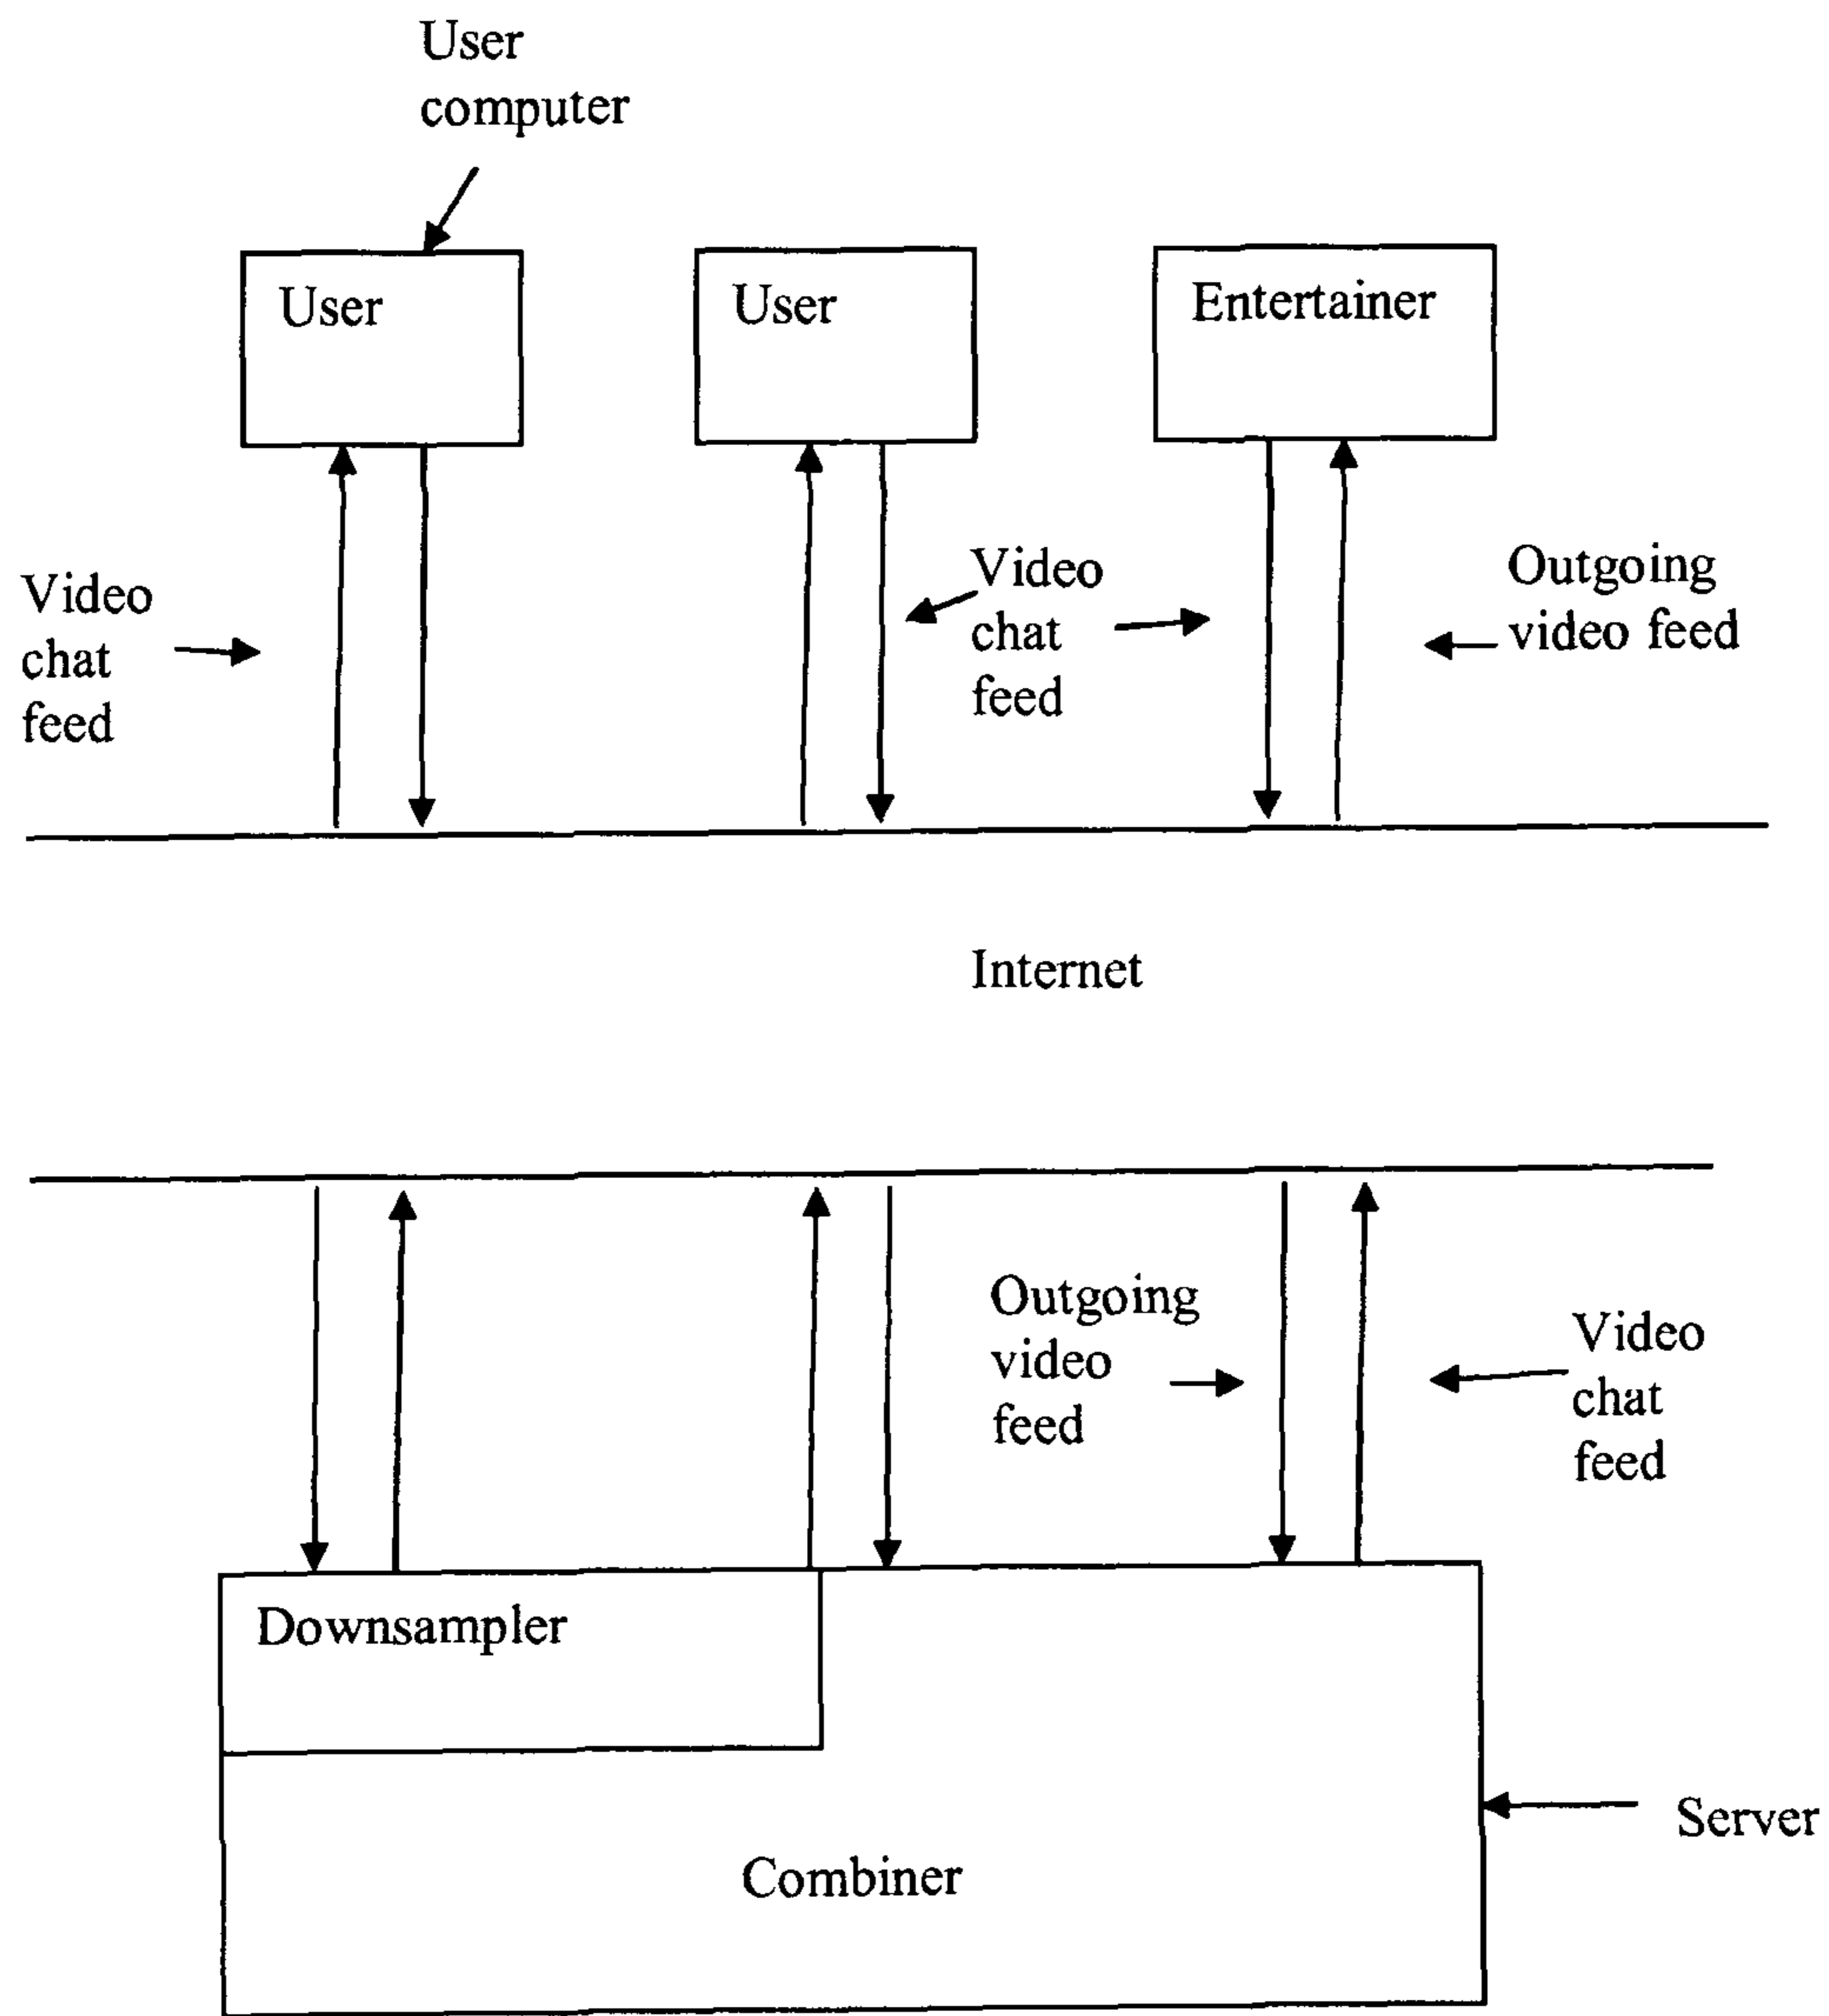 User
computer
User
User
Entertainer
Video
chat
feed
Video
chat
feed
Outgoing
video feed
Internet
Outgoing
video
feed
Video
chat
feed
Downsampler
Server
Combiner